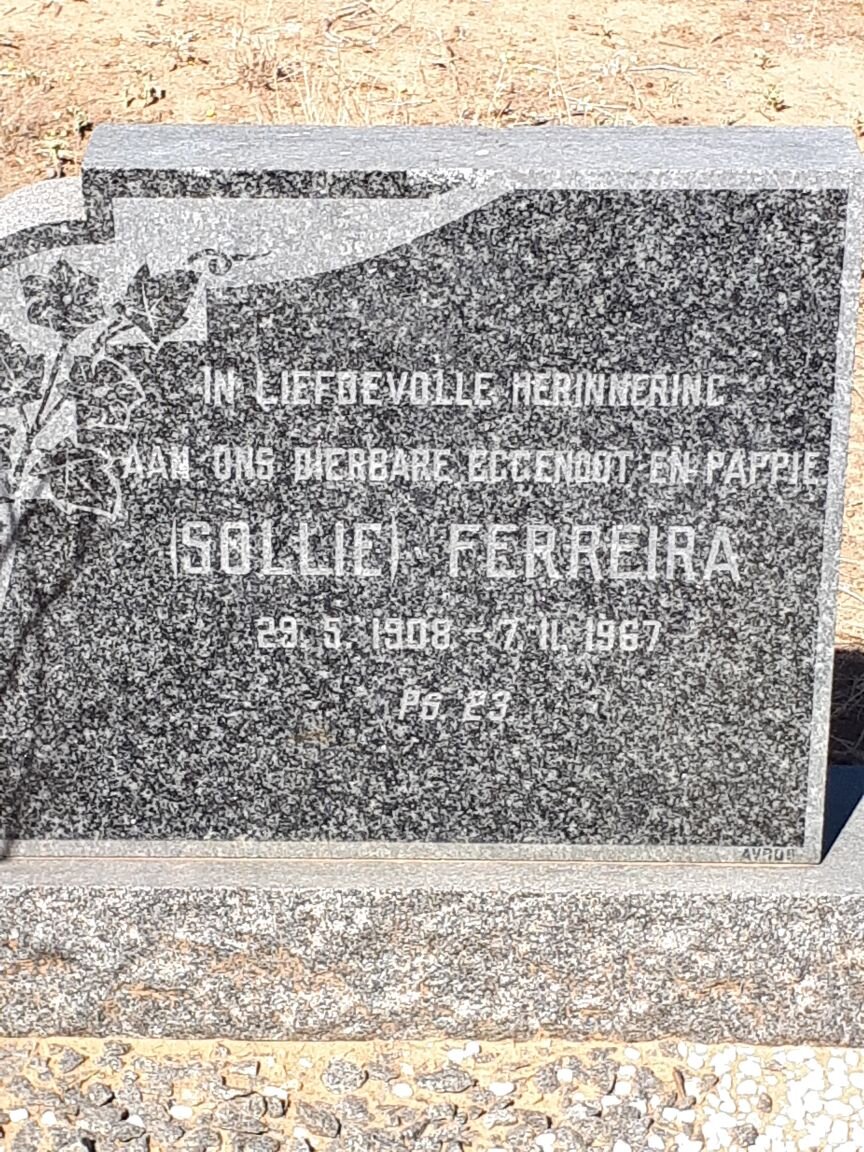 IN LIEFDEVOLLE HERINNERING
AAN ONS DIERBARE EGGENOOT EN PAPPIE
(SOLLIE) FERREIRA
29. 5. 1908 – 7. 11. 1967
PS. 23
AVBOB